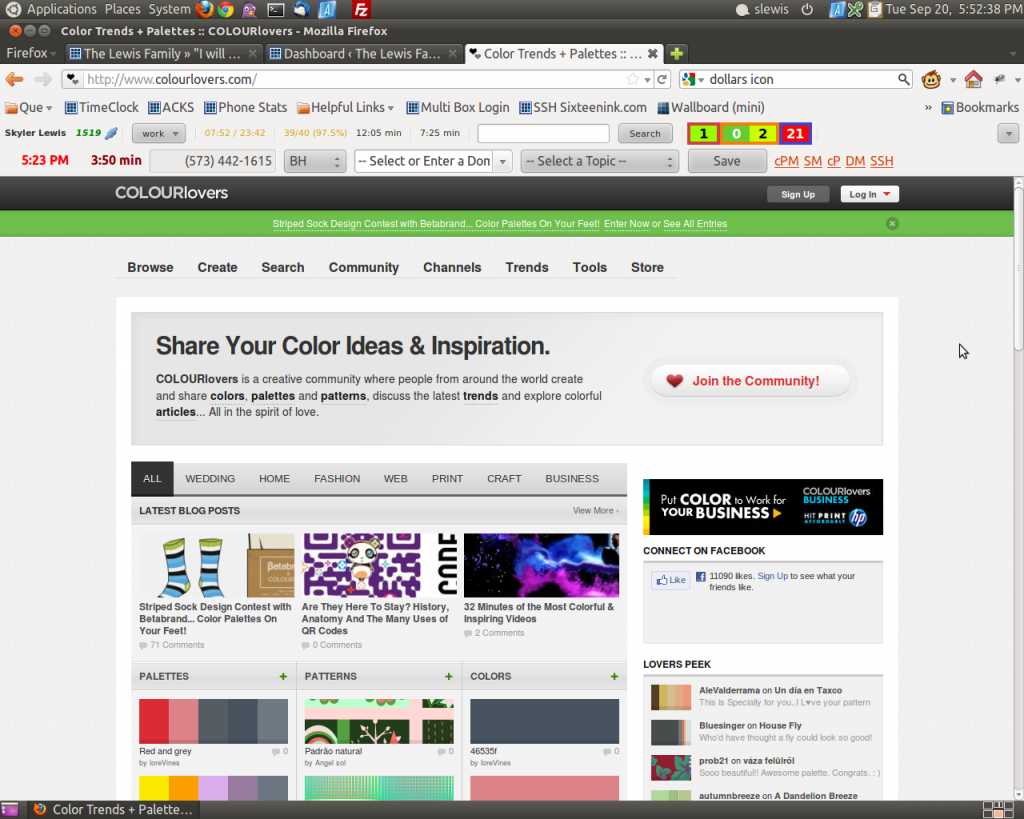 Applications Places System slewis Tue Sep 20, 5:52:38 PM
Color Trends + Palettes :: COLOURlovers - Mozilla Firefox
Firefox The Lewis Family » "I will ... Dashboard ‹ The Lewis Fa... Color Trends + Palettes :: ...
http://www.colourlovers.com/ dollars icon
Que TimeClock ACKS Phone Stats Helpful Links Multi Box Login SSH Sixteenink.com Wallboard (mini) » Bookmarks
Skyler Lewis 1519 work 07:52 / 23:42 39/40 (97.5%) 12:05 min 7:25 min Search 1 0 2 21
5:23 PM 3:50 min (573) 442-1615 BH -- Select or Enter a Don -- Select a Topic -- Save cPM SM cP DM SSH
COLOURlovers Sign Up Log In
Striped Sock Design Contest with Betabrand... Color Palettes On Your Feet! Enter Now or See All Entries
Browse Create Search Community Channels Trends Tools Store
Share Your Color Ideas & Inspiration.
COLOURlovers is a creative community where people from around the world create
and share colors, palettes and patterns, discuss the latest trends and explore colorful
articles... All in the spirit of love.
Join the Community!
ALL WEDDING HOME FASHION WEB PRINT CRAFT BUSINESS
LATEST BLOG POSTS View More ›
Striped Sock Design Contest with
Betabrand... Color Palettes On
Your Feet!
71 Comments
Are They Here To Stay? History,
Anatomy And The Many Uses of
QR Codes
0 Comments
32 Minutes of the Most Colorful &
Inspiring Videos
2 Comments
PALETTES +
Red and grey 0
by loreVines
PATTERNS +
Padrão natural 0
by Angel sol
COLORS +
46535f 0
by loreVines
Put COLOR to Work for
YOUR BUSINESS
COLOURlovers
BUSINESS
HIT PRINT
AFFORDABLY
hp
CONNECT ON FACEBOOK
Like 11090 likes. Sign Up to see what your
friends like.
LOVERS PEEK
AleValderrama on Un día en Taxco
This is Specially for you..I L♥ve your pattern
Bluesinger on House Fly
Who'd have thought a fly could look so good!
prob21 on váza felülről
Sooo beautiful!! Awesome palette. Congrats. : )
autumnbreeze on A Dandelion Breeze
Color Trends + Palette...